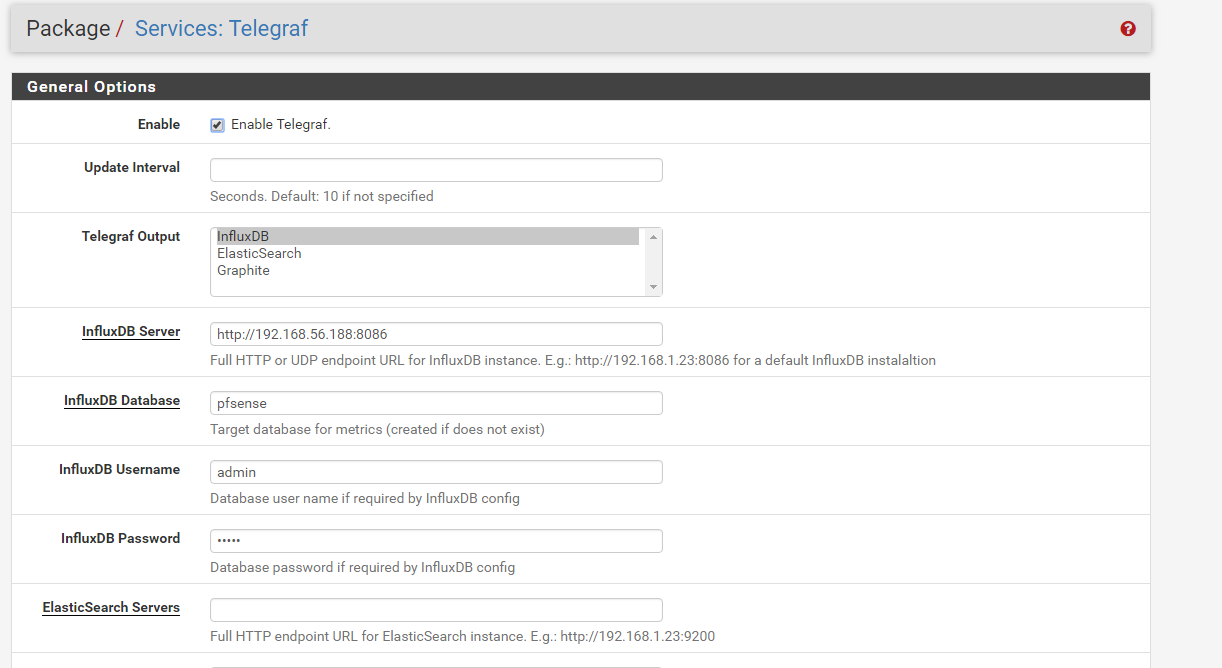 Package / Services: Telegraf
General Options
Enable Enable Telegraf.
Update Interval
Seconds. Default: 10 if not specified
Telegraf Output InfluxDB
ElasticSearch
Graphite
InfluxDB Server http://192.168.56.188:8086
Full HTTP or UDP endpoint URL for InfluxDB instance. E.g.: http://192.168.1.23:8086 for a default InfluxDB instalaltion
InfluxDB Database pfsense
Target database for metrics (created if does not exist)
InfluxDB Username admin
Database user name if required by InfluxDB config
InfluxDB Password •••••
Database password if required by InfluxDB config
ElasticSearch Servers
Full HTTP endpoint URL for ElasticSearch instance. E.g.: http://192.168.1.23:9200